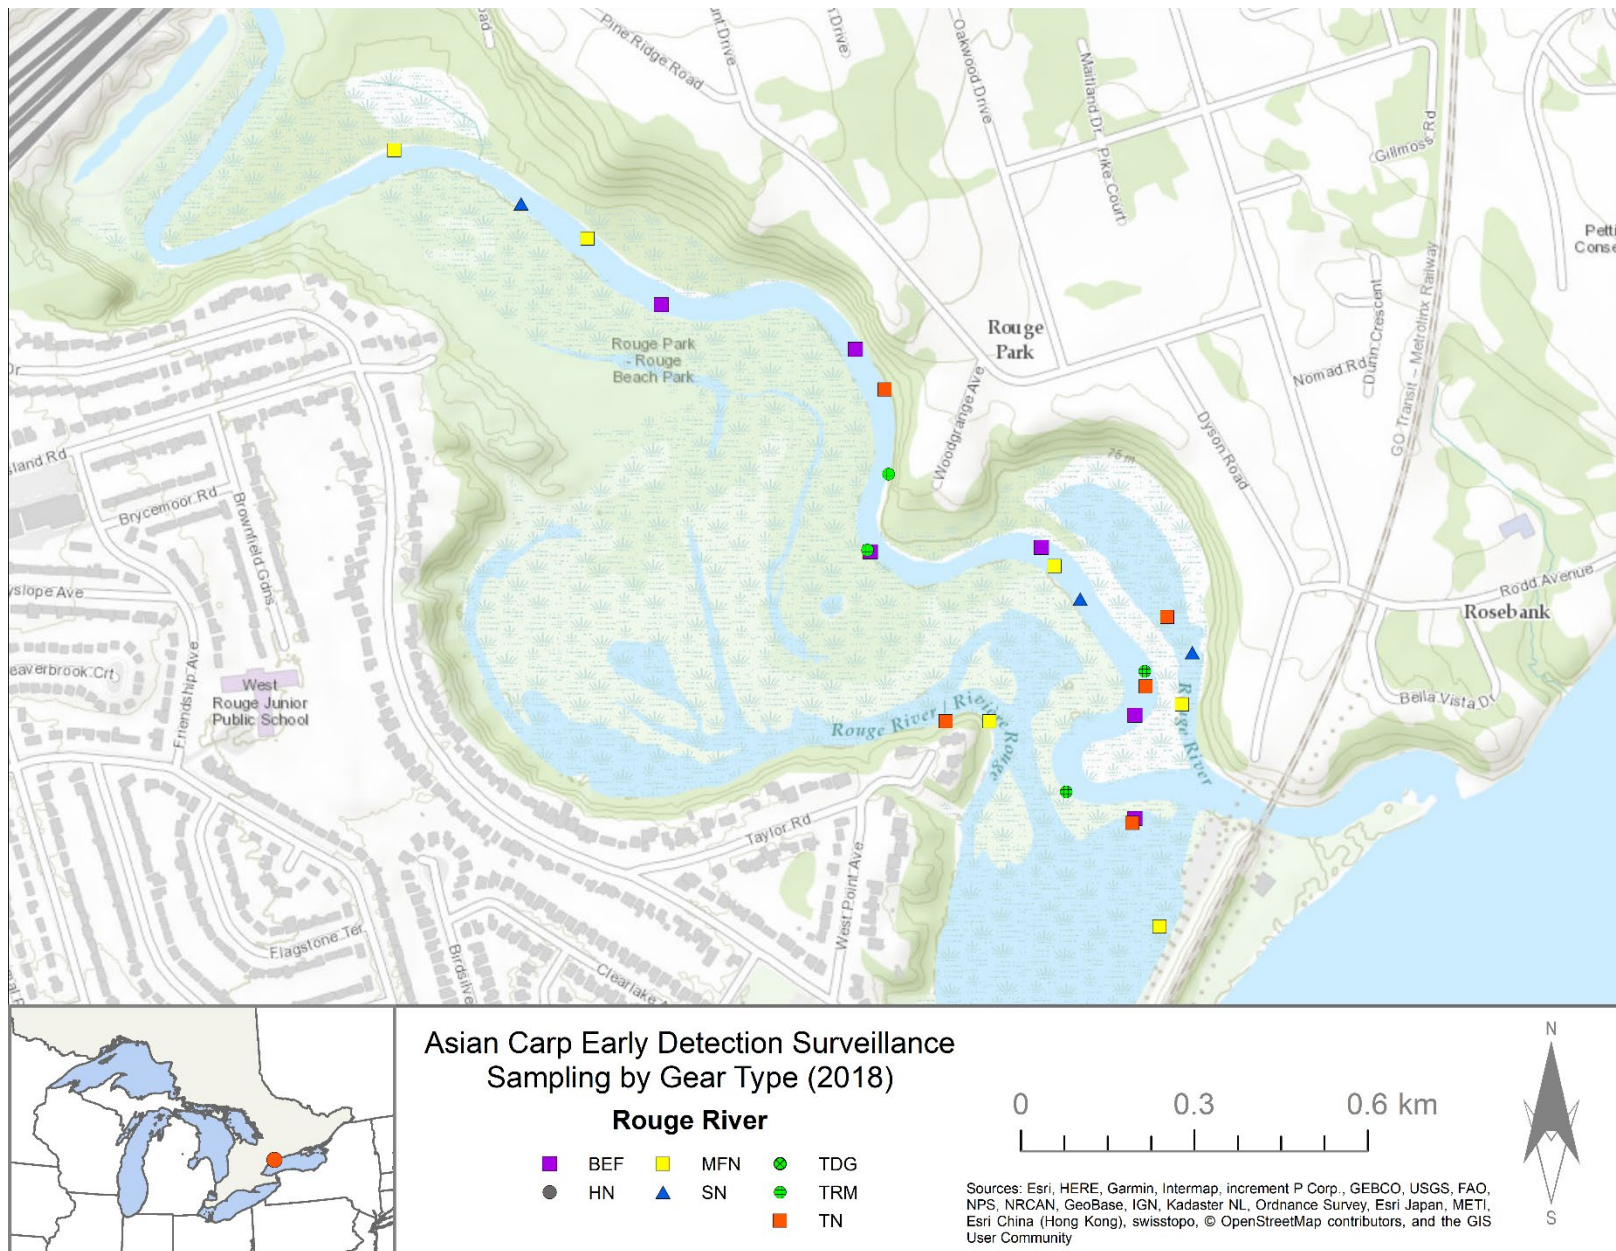 Pine Ridge Road
Oakwood Drive
Maitland Dr
Pike Court
Gillmoss Rd
GO Transit – Metrolinx Railway
Dunn Crescent
Nomad Rd
Rouge
Park
Rouge Park
- Rouge
Beach Park
Woodgrange Ave
75 m
Dyson Road
Rodd Avenue
Rosebank
Bella Vista Dr
Brycemoor Rd
Brownfield Gdns
Friendship Ave
West
Rouge Junior
Public School
Rouge River | Rivière Rouge
Rouge River
Taylor Rd
West Point Ave
Flagstone Ter
Asian Carp Early Detection Surveillance
Sampling by Gear Type (2018)
Rouge River
BEF MFN TDG
HN SN TRM
TN
0 0.3 0.6 km
N
S
Sources: Esri, HERE, Garmin, Intermap, increment P Corp., GEBCO, USGS, FAO,
NPS, NRCAN, GeoBase, IGN, Kadaster NL, Ordnance Survey, Esri Japan, METI,
Esri China (Hong Kong), swisstopo, © OpenStreetMap contributors, and the GIS
User Community